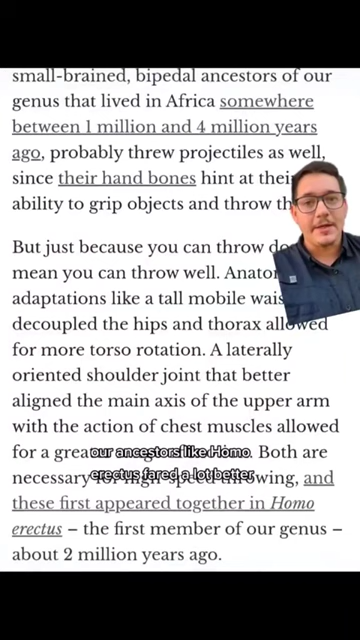 small-brained, bipedal ancestors of our
genus that lived in Africa somewhere
between 1 million and 4 million years
ago, probably threw projectiles as well,
since their hand bones hint at their
ability to grip objects and throw
But just because you can throw
mean you can throw well.
adaptations like a tall mobile
decoupled the hips and thorax allowed
for more torso rotation. A laterally
oriented shoulder joint that better
aligned the main axis of the upper arm
with the action of chest muscles allowed
for a Both are
our ancestors like Homo
necessary throwing, and
erectus fared a lot better
these first appeared together in Homo
erectus – the first member of our genus –
about 2 million years ago.